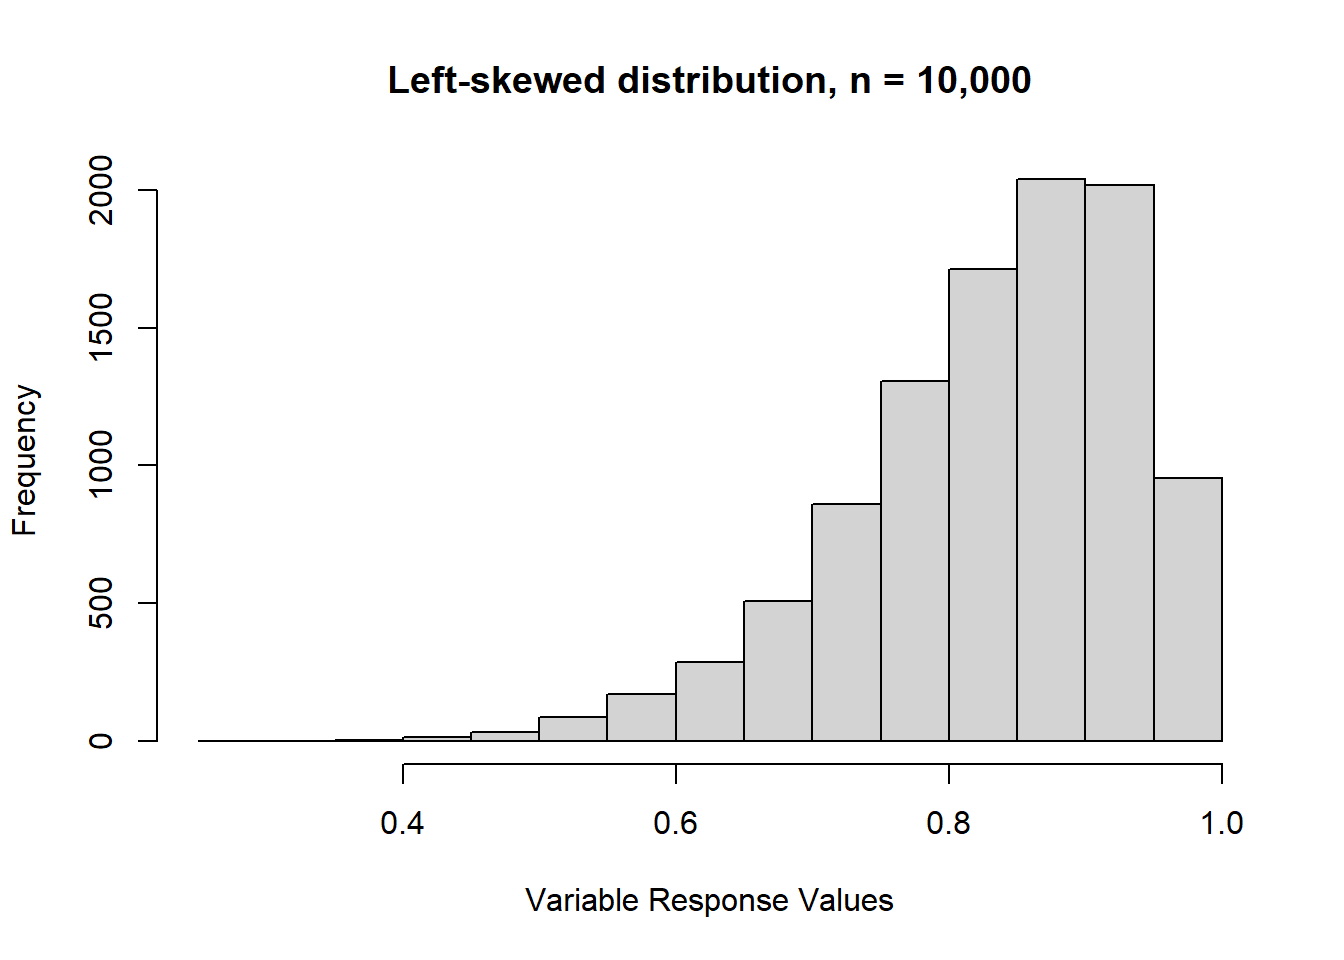 Left-skewed distribution, n = 10,000
2000
1500
1000
500
0
Frequency
0.4 0.6 0.8 1.0
Variable Response Values